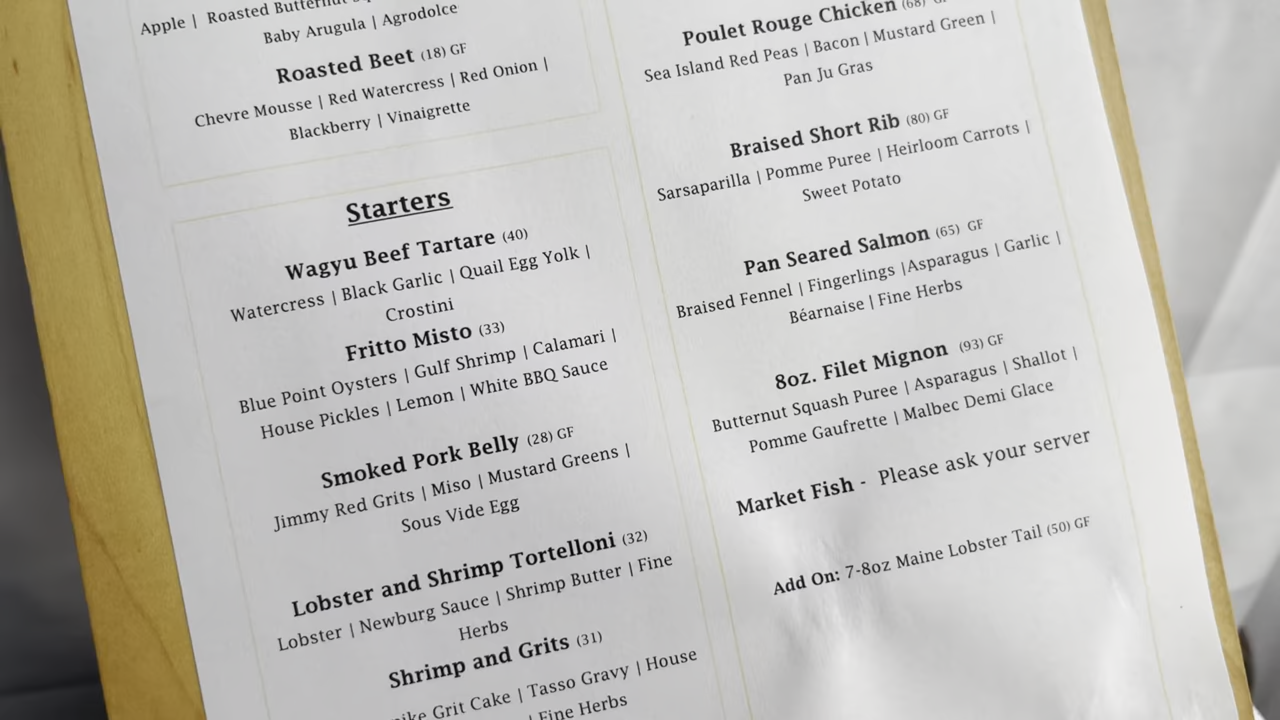 Apple | Roasted Butternut
Baby Arugula | Agrodolce
Roasted Beet (18) GF
Chevre Mousse | Red Watercress | Red Onion |
Blackberry | Vinaigrette
Starters
Wagyu Beef Tartare (40)
Watercress | Black Garlic | Quail Egg Yolk |
Crostini
Fritto Misto (33)
Blue Point Oysters | Gulf Shrimp | Calamari |
House Pickles | Lemon | White BBQ Sauce
Smoked Pork Belly (28) GF
Jimmy Red Grits | Miso | Mustard Greens |
Sous Vide Egg
Lobster and Shrimp Tortelloni (32)
Lobster | Newburg Sauce | Shrimp Butter | Fine
Herbs
Shrimp and Grits (31)
Grit Cake | Tasso Gravy | House
| Fine Herbs
Poulet Rouge Chicken (68)
Sea Island Red Peas | Bacon | Mustard Green |
Pan Ju Gras
Braised Short Rib (80) GF
Sarsaparilla | Pomme Puree | Heirloom Carrots |
Sweet Potato
Pan Seared Salmon (65) GF
Braised Fennel | Fingerlings |Asparagus | Garlic |
Béarnaise | Fine Herbs
8oz. Filet Mignon (93) GF
Butternut Squash Puree | Asparagus | Shallot |
Pomme Gaufrette | Malbec Demi Glace
Market Fish - Please ask your server
Add On: 7-8oz Maine Lobster Tail (50) GF